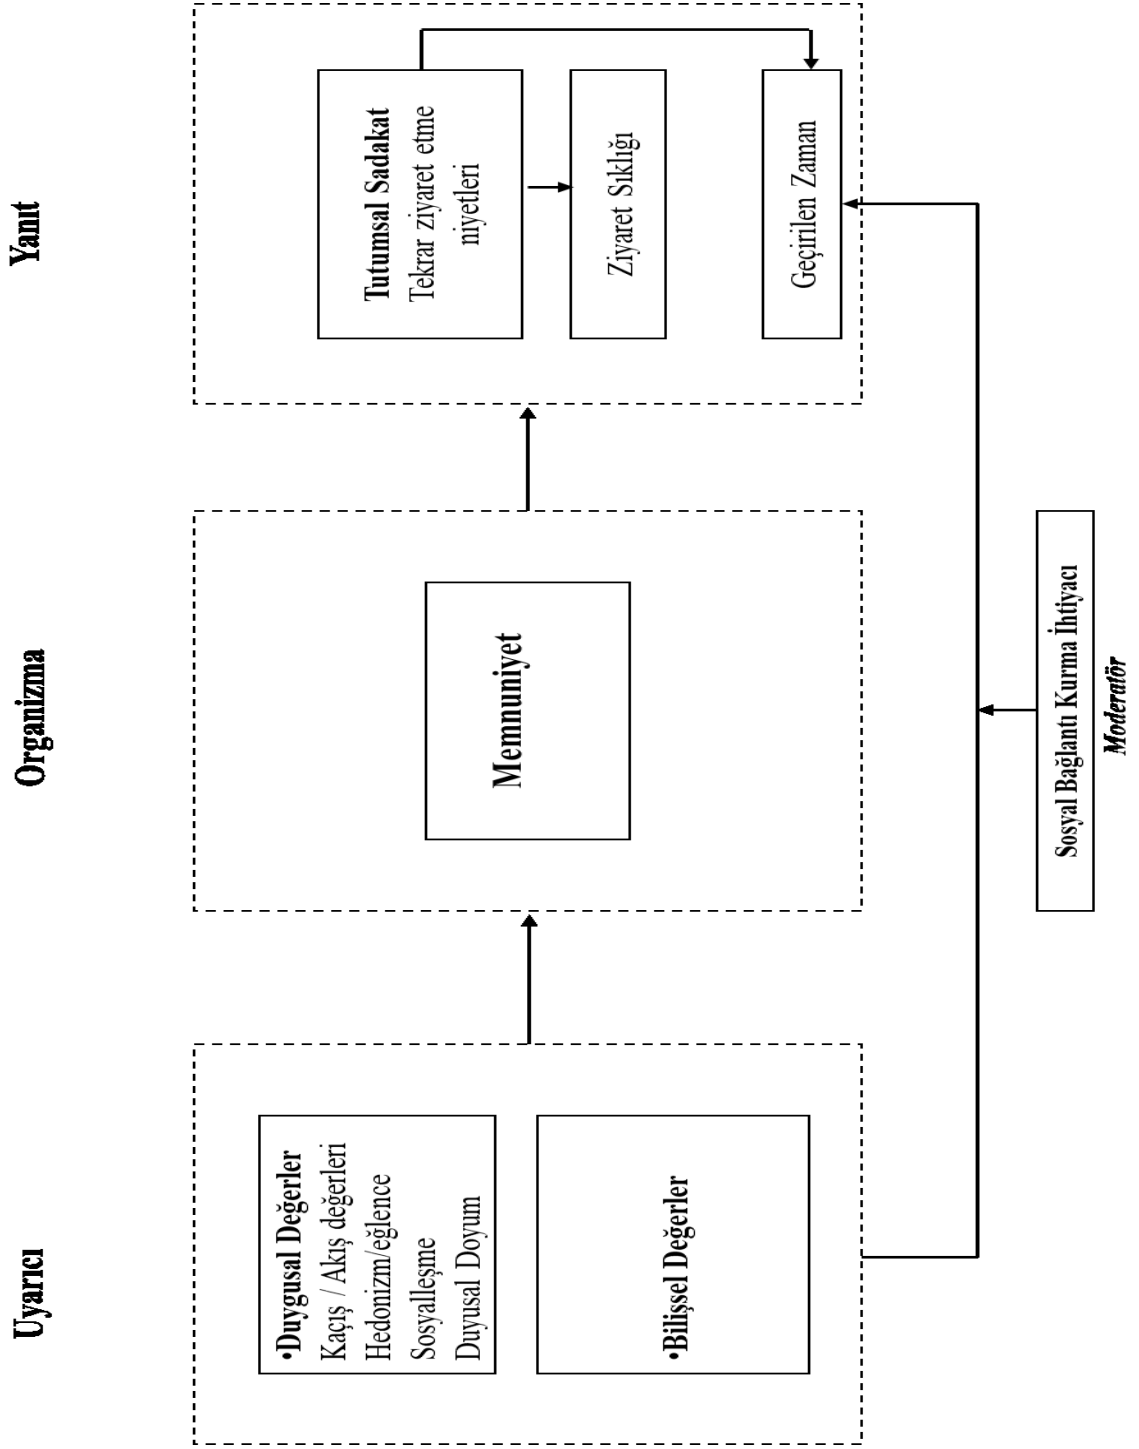 Uyarıcı
Organizma
Yanıt
•Duygusal Değerler
Kaçış / Akış değerleri
Hedonizm/eğlence
Sosyalleşme
Duyusal Doyum
•Bilişsel Değerler
Memnuniyet
Tutumsal Sadakat
Tekrar ziyaret etme
niyetleri
Ziyaret Sıklığı
Geçirilen Zaman
Sosyal Bağlantı Kurma İhtiyacı
Moderatör